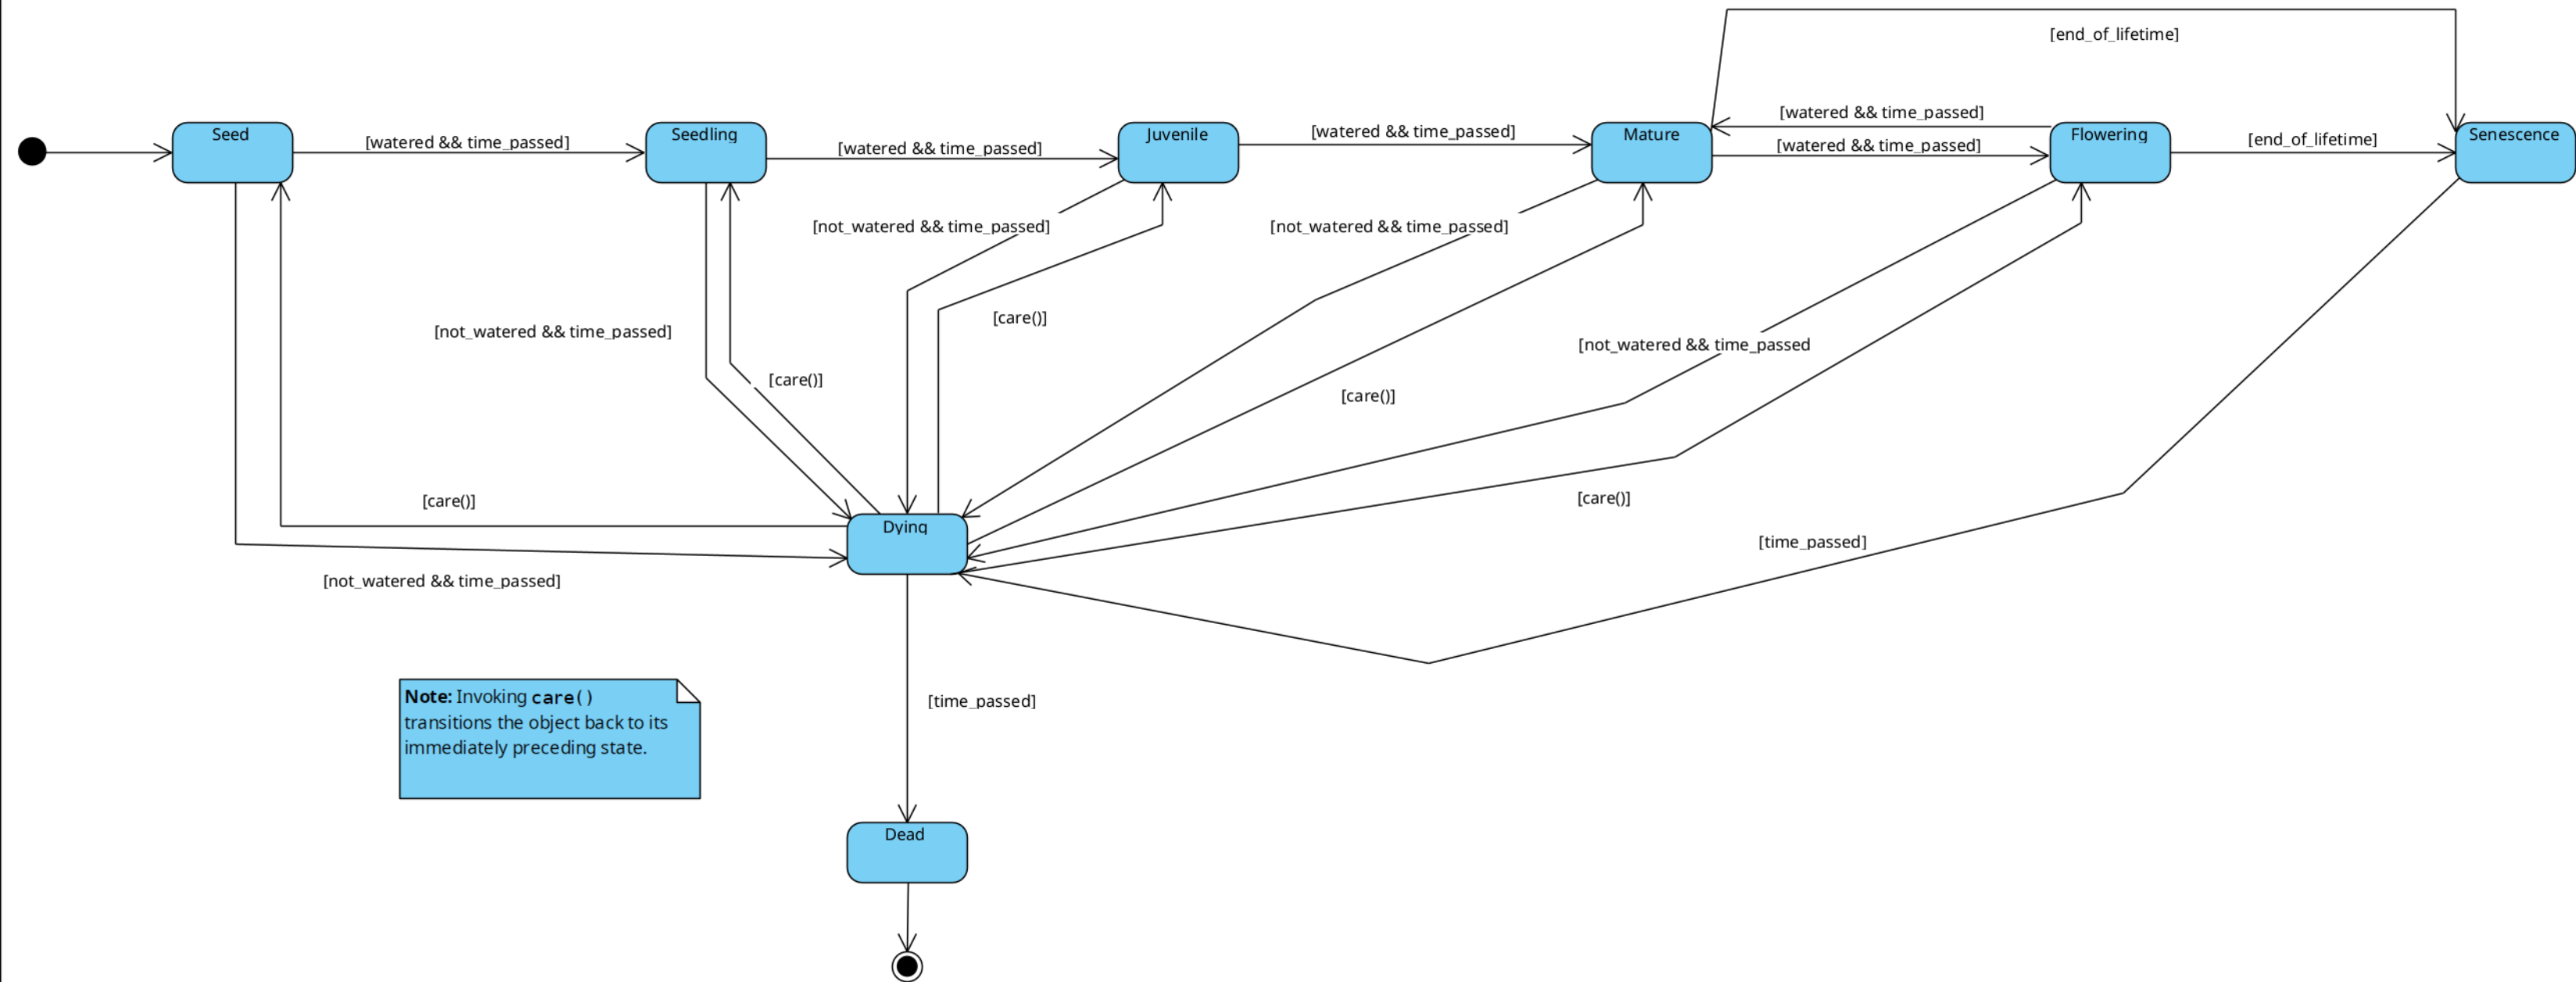 [end_of_lifetime]
[watered && time_passed]
Seed
Seedling
Juvenile
Mature
Flowering
Senescence
[watered && time_passed]
[watered && time_passed]
[watered && time_passed]
[watered && time_passed]
[end_of_lifetime]
[not_watered && time_passed]
[not_watered && time_passed]
[care()]
[not_watered && time_passed]
[not_watered && time_passed
[care()]
[care()]
[care()]
[care()]
Dying
[time_passed]
[not_watered && time_passed]
Note: Invoking care()
transitions the object back to its
immediately preceding state.
[time_passed]
Dead